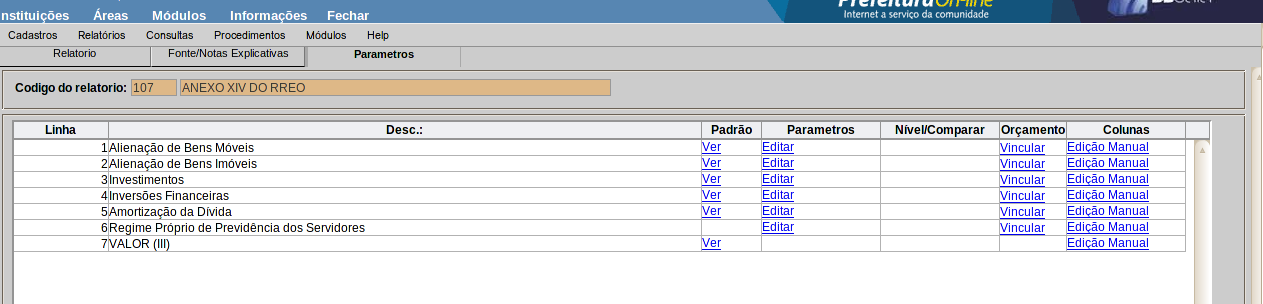 PrefeituraOn-line
Internet a serviço da comunidade
nstituições Áreas Módulos Informações Fechar
Cadastros Relatórios Consultas Procedimentos Módulos Help
Relatorio Fonte/Notas Explicativas Parametros
Codigo do relatorio: 107 ANEXO XIV DO RREO
Linha Desc.: Padrão Parametros Nível/Comparar Orçamento Colunas
1 Alienação de Bens Móveis Ver Editar Vincular Edição Manual
2 Alienação de Bens Imóveis Ver Editar Vincular Edição Manual
3 Investimentos Ver Editar Vincular Edição Manual
4 Inversões Financeiras Ver Editar Vincular Edição Manual
5 Amortização da Dívida Ver Editar Vincular Edição Manual
6 Regime Próprio de Previdência dos Servidores Editar Vincular Edição Manual
7 VALOR (III) Ver Edição Manual